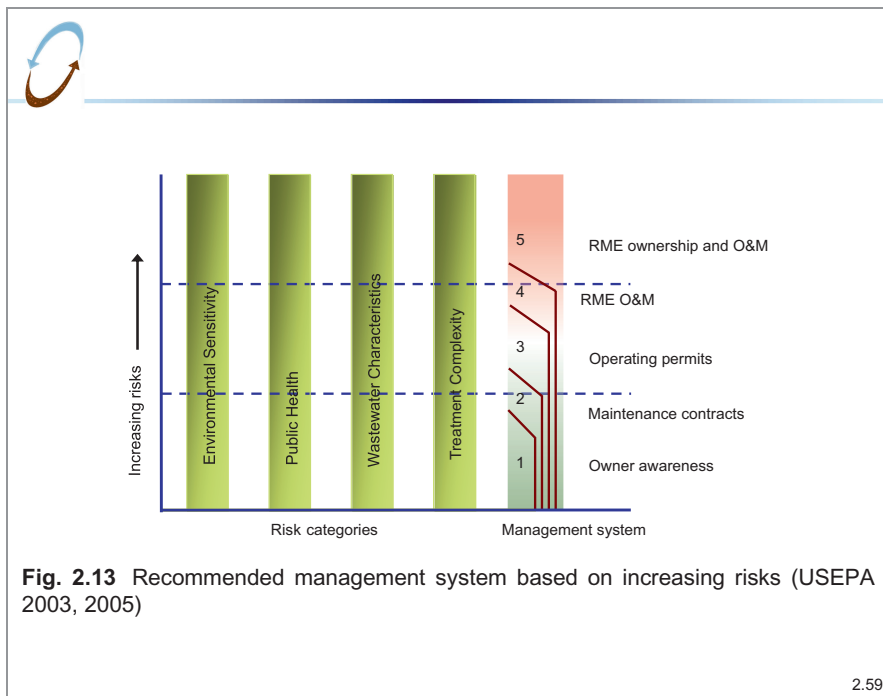 Increasing risks
Environmental Sensitivity
Public Health
Wastewater Characteristics
Treatment Complexity
5
4
3
2
1
RME ownership and O&M
RME O&M
Operating permits
Maintenance contracts
Owner awareness
Risk categories
Management system
Fig. 2.13 Recommended management system based on increasing risks (USEPA
2003, 2005)
2.59